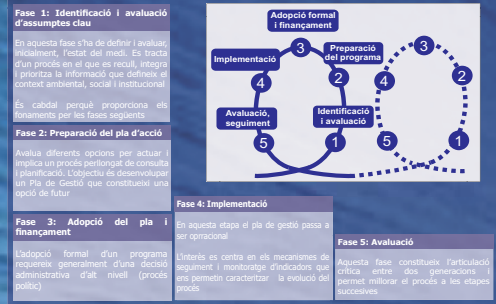 Fase 1: Identificació i avaluació
d'assumptes clau
En aquesta fase s'ha de definir i avaluar,
inicialment, l'estat del medi. Es tracta
d'un procés en el que es recull, integra
i prioritza la informació que defineix el
context ambiental, social i institucional
És cabdal perquè proporciona els
fonaments per les fases següents
Fase 2: Preparació del pla d'acció
Avalua diferents opcions per actuar i
implica un procés perllongat de consulta
i planificació. L'objectiu és desenvolupar
un Pla de Gestió que constitueixi una
opció de futur
Fase 3: Adopció del pla i
finançament
L'adopció formal d'un programa
requereix generalment d'una decisió
administrativa d'alt nivell (procés
polític)
Adopció formal
i finançament
Implementació
Preparació
del programa
Avaluació,
seguiment
Identificació
i avaluació
3
4
2
5
1
3
4
2
5
1
Fase 4: Implementació
En aquesta etapa el pla de gestió passa a
ser oprracional
L'interès es centra en els mecanismes de
seguiment i monitoratge d'indicadors que
ens permetin caracteritzar la evolució del
procés
Fase 5: Avaluació
Aquesta fase constitueix l'articulació
crítica entre dos generacions i
permet millorar el procés a les etapes
successives